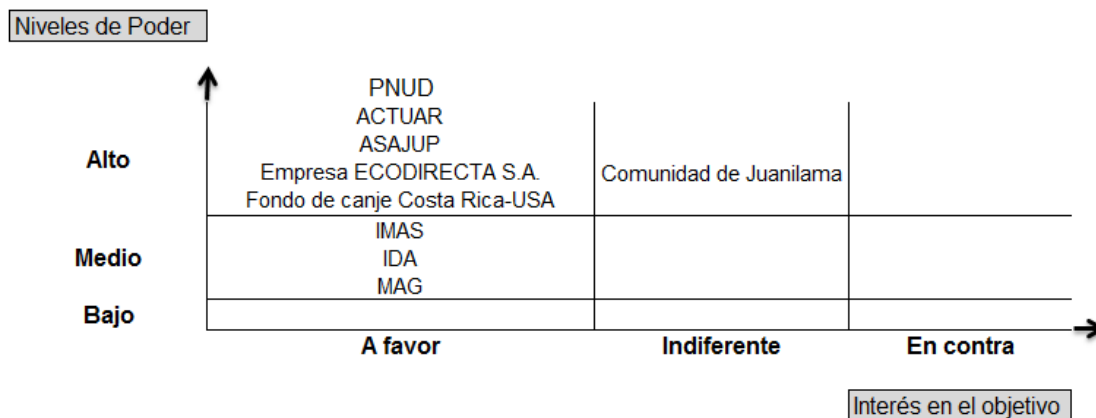 Niveles de Poder
PNUD
ACTUAR
ASAJUP
Alto
Empresa ECODIRECTA S.A.
Comunidad de Juanilama
Fondo de canje Costa Rica-USA
IMAS
Medio
IDA
MAG
Bajo
A favor
Indiferente
En contra
Interés en el objetivo